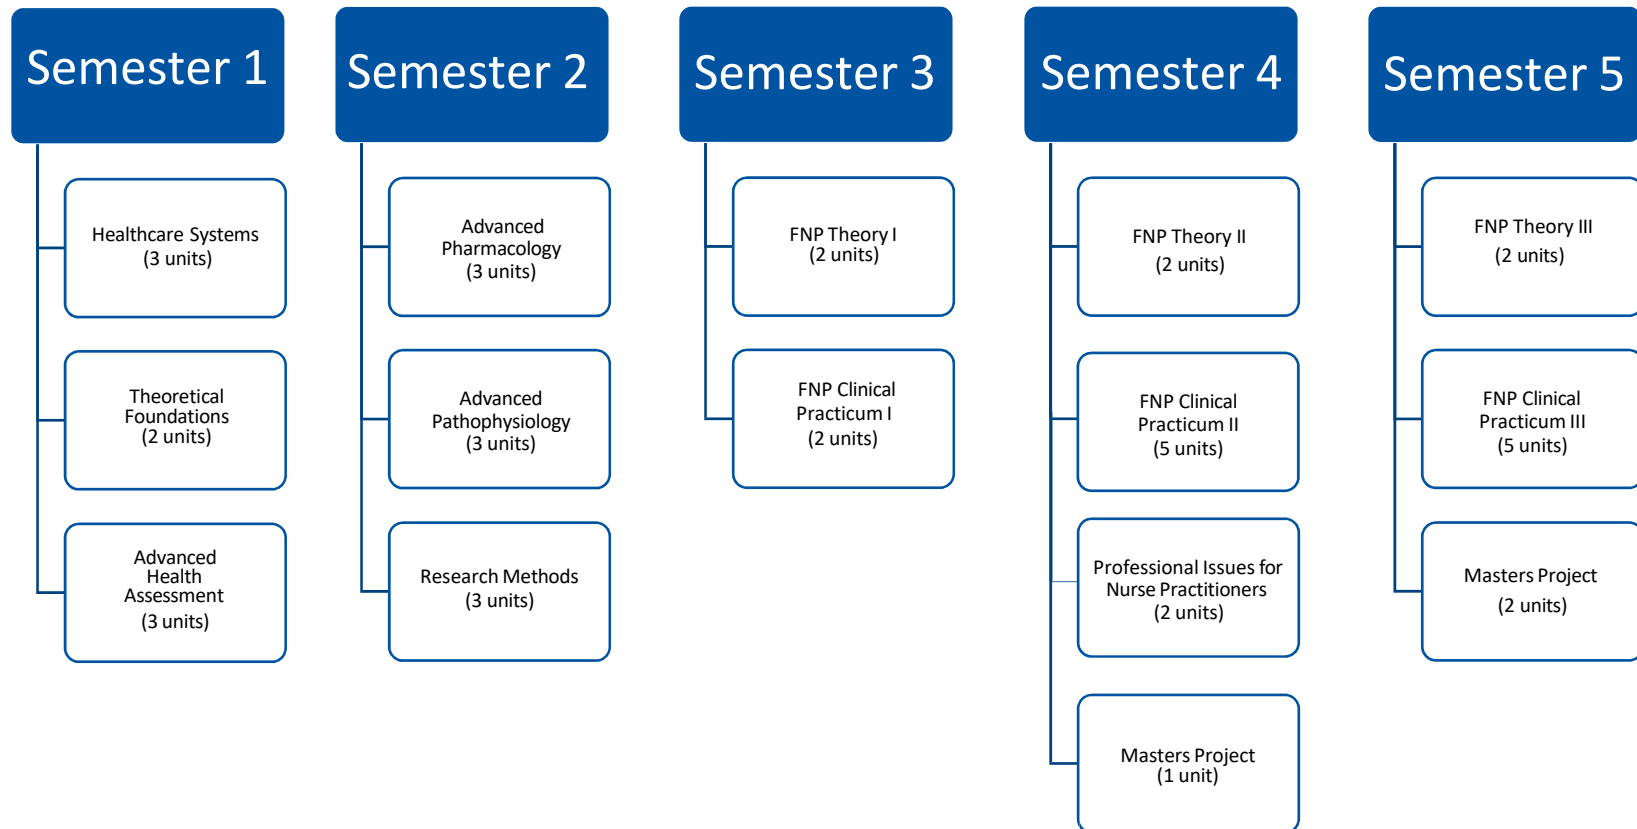 Semester 1
Healthcare Systems
(3 units)
Theoretical
Foundations
(2 units)
Advanced
Health
Assessment
(3 units)
Semester 2
Advanced
Pharmacology
(3 units)
Advanced
Pathophysiology
(3 units)
Research Methods
(3 units)
Semester 3
FNP Theory I
(2 units)
FNP Clinical
Practicum I
(2 units)
Semester 4
FNP Theory II
(2 units)
FNP Clinical
Practicum II
(5 units)
Professional Issues for
Nurse Practitioners
(2 units)
Masters Project
(1 unit)
Semester 5
FNP Theory III
(2 units)
FNP Clinical
Practicum III
(5 units)
Masters Project
(2 units)